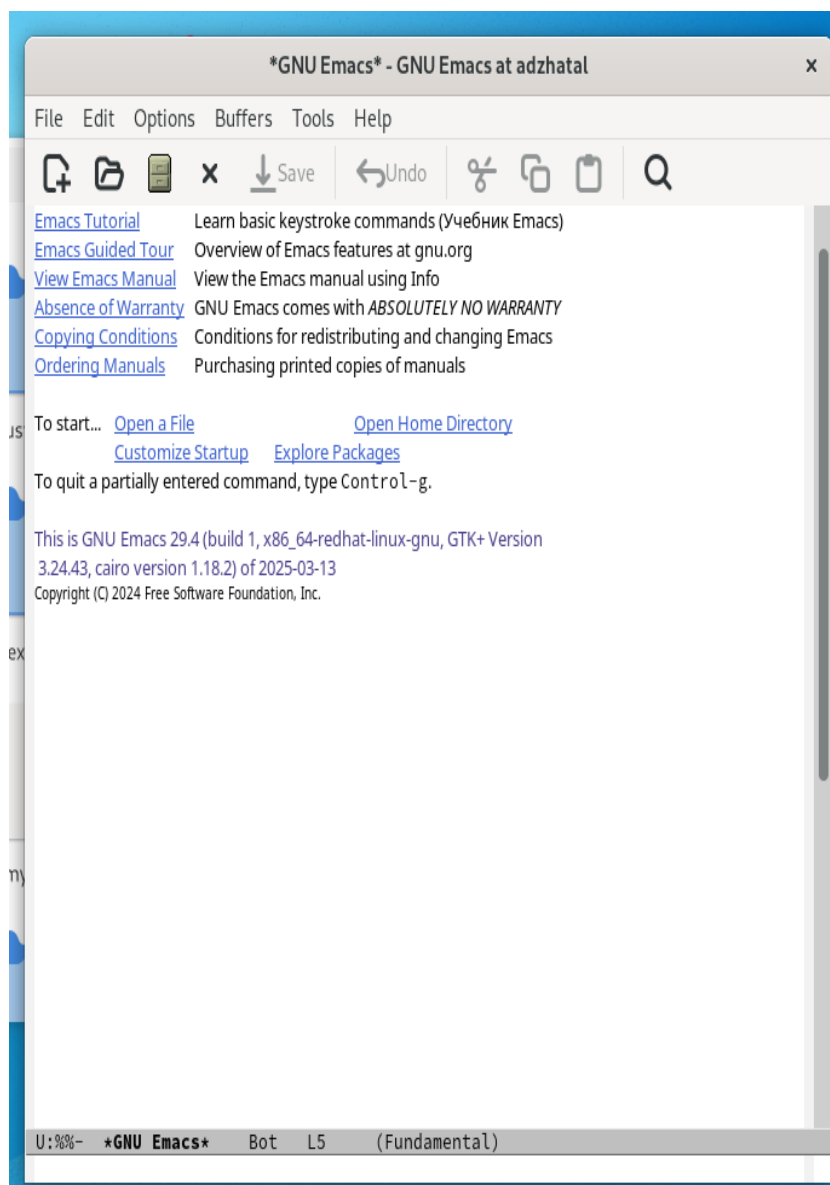 *GNU Emacs* - GNU Emacs at adzhatal
x
File Edit Options Buffers Tools Help
Save Undo
Emacs Tutorial Learn basic keystroke commands (Учебник Emacs)
Emacs Guided Tour Overview of Emacs features at gnu.org
View Emacs Manual View the Emacs manual using Info
Absence of Warranty GNU Emacs comes with ABSOLUTELY NO WARRANTY
Copying Conditions Conditions for redistributing and changing Emacs
Ordering Manuals Purchasing printed copies of manuals
To start... Open a File Open Home Directory
Customize Startup Explore Packages
To quit a partially entered command, type Control-g.
This is GNU Emacs 29.4 (build 1, x86_64-redhat-linux-gnu, GTK+ Version
3.24.43, cairo version 1.18.2) of 2025-03-13
Copyright (C) 2024 Free Software Foundation, Inc.
U:%%- *GNU Emacs* Bot L5 (Fundamental)